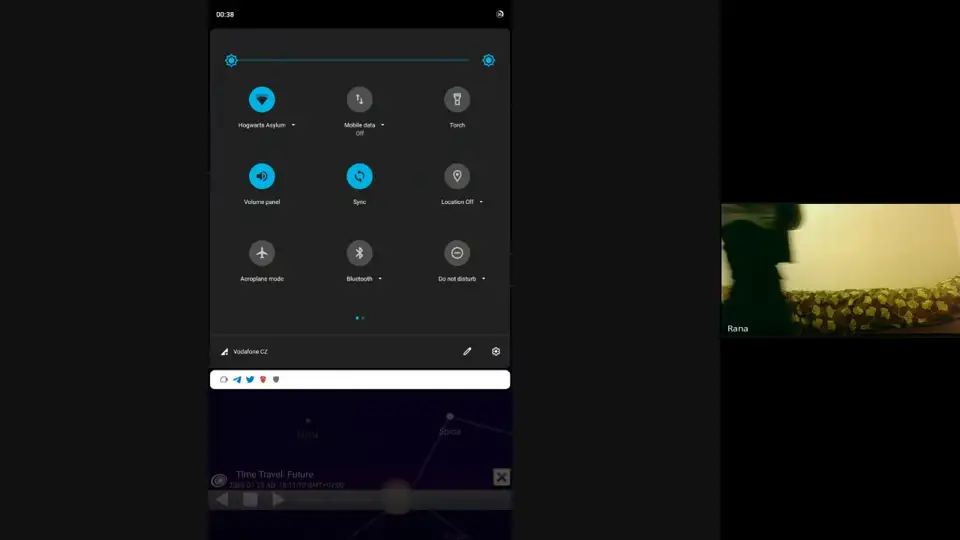 00:38
Hogwarts Asylum
Mobile data
Off
Torch
Volume panel
Sync
Location Off
Aeroplane mode
Bluetooth
Do not disturb
Vodafone CZ
Rana
Spica
Time Travel: Future